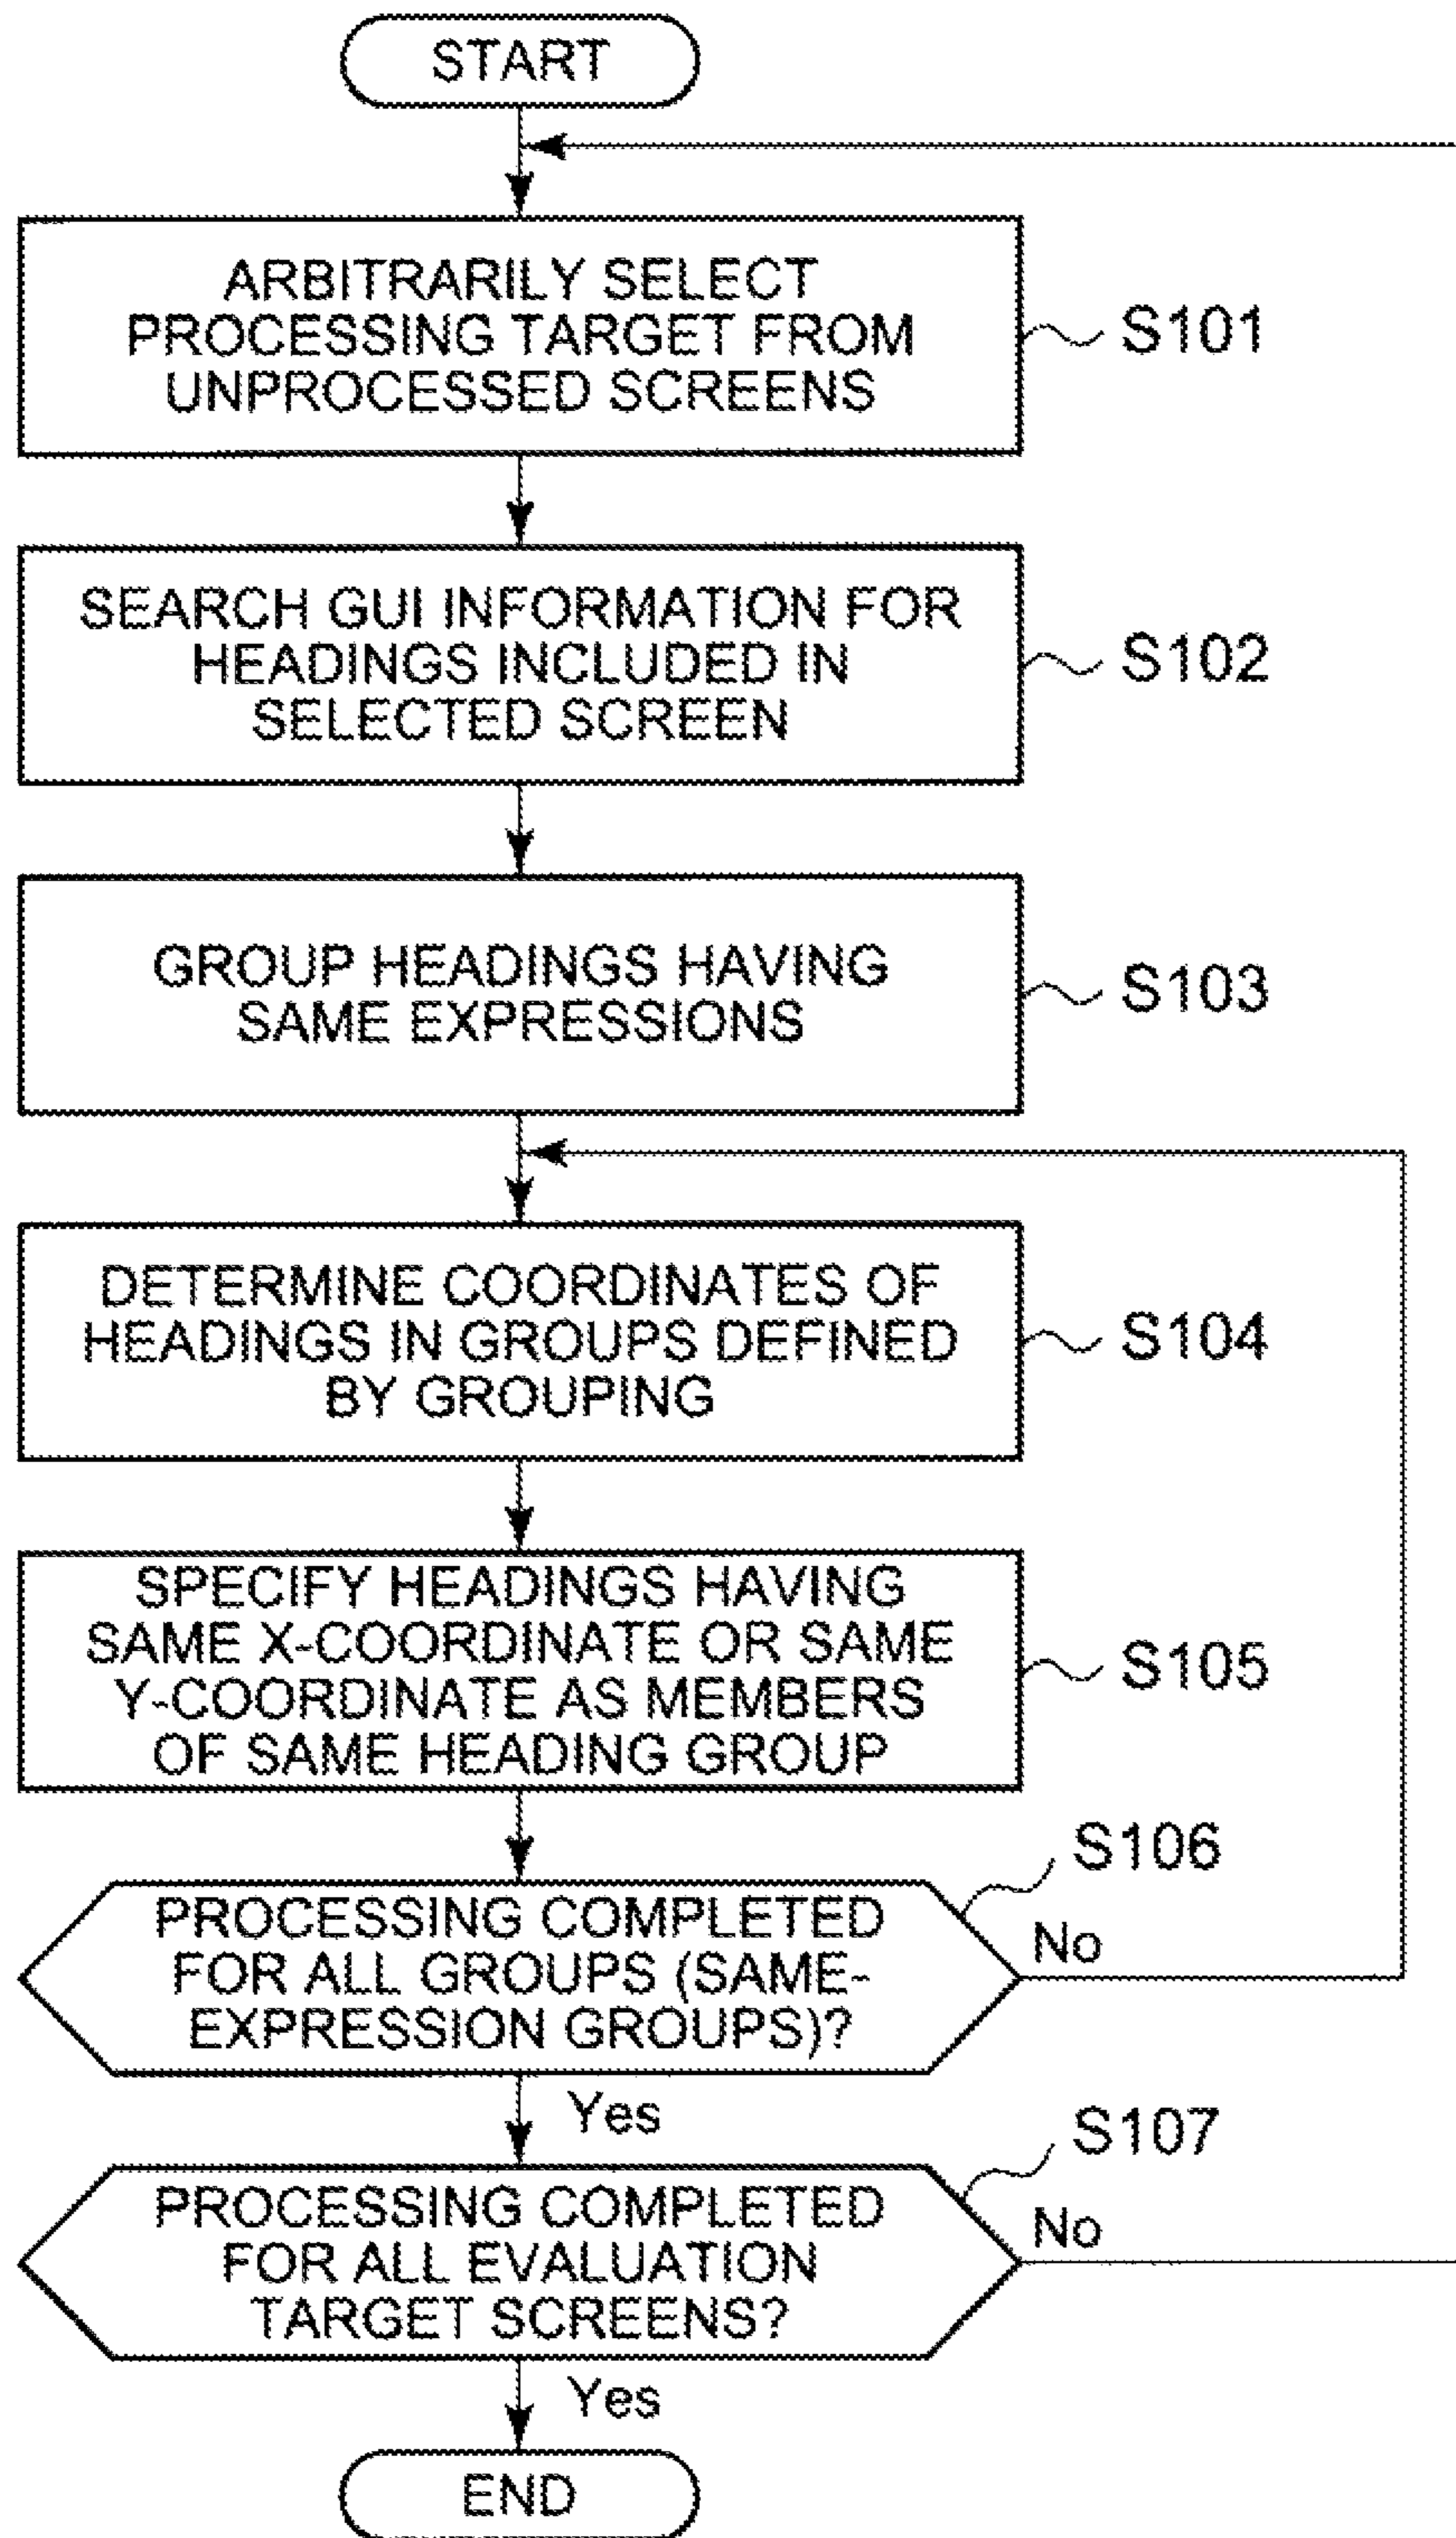 START
ARBITRARILY SELECT
PROCESSING TARGET FROM
UNPROCESSED SCREENS
S101
SEARCH GUI INFORMATION FOR
HEADINGS INCLUDED IN
SELECTED SCREEN
S102
GROUP HEADINGS HAVING
SAME EXPRESSIONS
S103
DETERMINE COORDINATES OF
HEADINGS IN GROUPS DEFINED
BY GROUPING
S104
SPECIFY HEADINGS HAVING
SAME X-COORDINATE OR SAME
Y-COORDINATE AS MEMBERS
OF SAME HEADING GROUP
S105
S106
PROCESSING COMPLETED
FOR ALL GROUPS (SAME-
EXPRESSION GROUPS)?
No
Yes
S107
PROCESSING COMPLETED
FOR ALL EVALUATION
TARGET SCREENS?
No
Yes
END